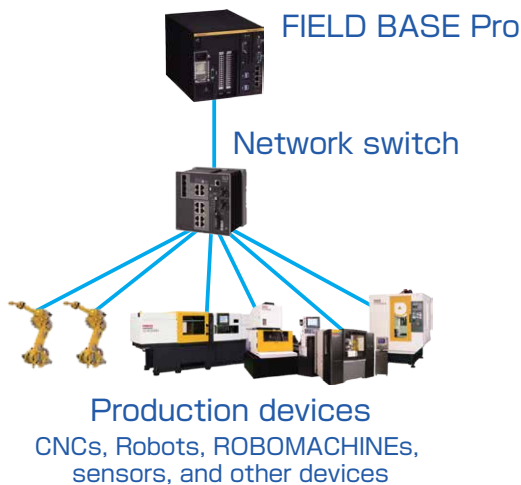 FIELD BASE Pro
Network switch
Production devices
CNCs, Robots, ROBOMACHINEs,
sensors, and other devices